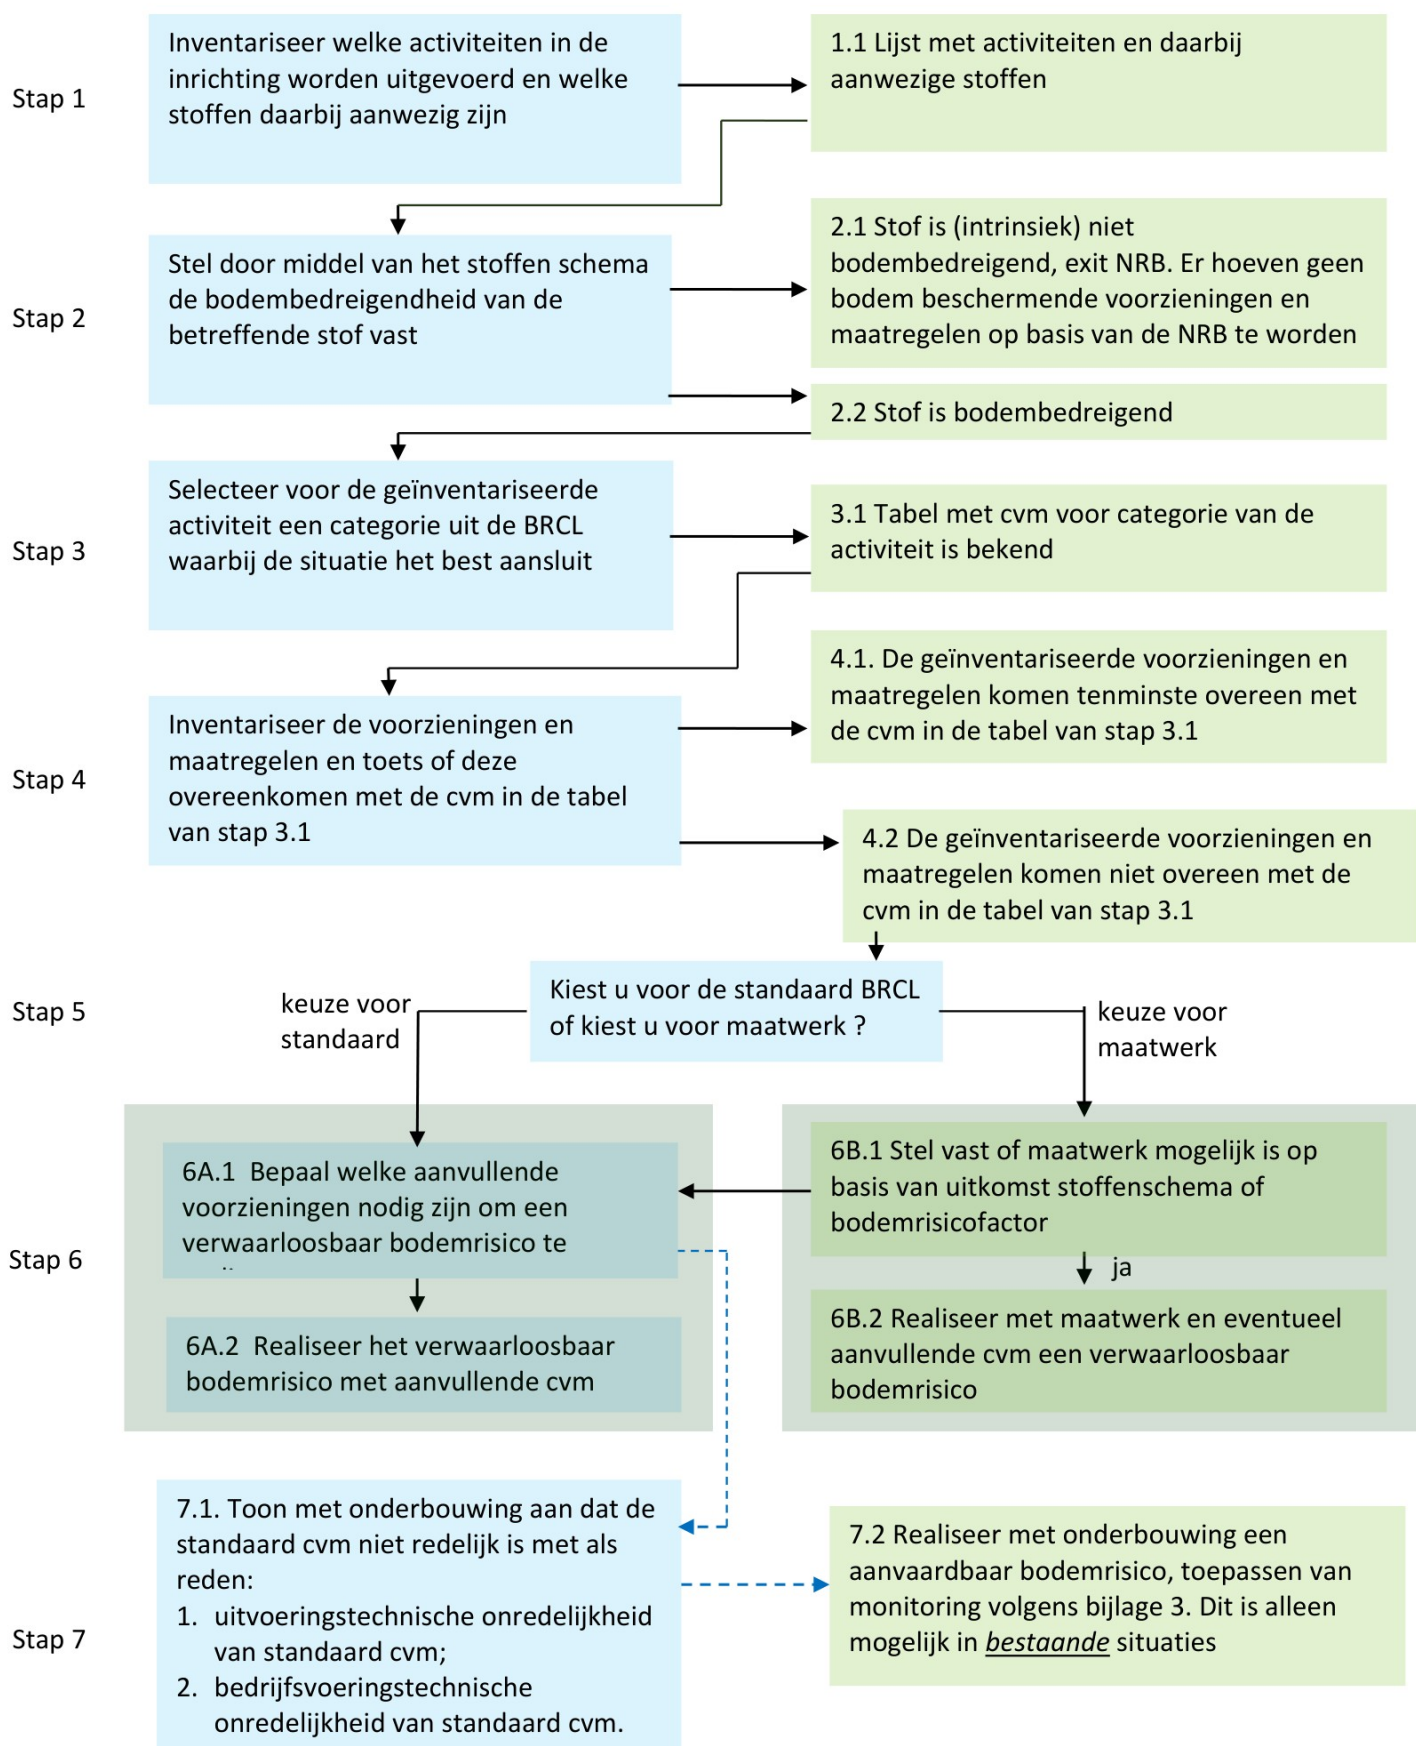 Stap 1
Inventariseer welke activiteiten in de
inrichting worden uitgevoerd en welke
stoffen daarbij aanwezig zijn
1.1 Lijst met activiteiten en daarbij
aanwezige stoffen
Stap 2
Stel door middel van het stoffen schema
de bodembedreigendheid van de
betreffende stof vast
2.1 Stof is (intrinsiek) niet
bodembedreigend, exit NRB. Er hoeven geen
bodem beschermende voorzieningen en
maatregelen op basis van de NRB te worden
2.2 Stof is bodembedreigend
Stap 3
Selecteer voor de geïnventariseerde
activiteit een categorie uit de BRCL
waarbij de situatie het best aansluit
3.1 Tabel met cvm voor categorie van de
activiteit is bekend
Stap 4
Inventariseer de voorzieningen en
maatregelen en toets of deze
overeenkomen met de cvm in de tabel
van stap 3.1
4.1. De geïnventariseerde voorzieningen en
maatregelen komen tenminste overeen met
de cvm in de tabel van stap 3.1
4.2 De geïnventariseerde voorzieningen en
maatregelen komen niet overeen met de
cvm in de tabel van stap 3.1
Stap 5
keuze voor
standaard
Kiest u voor de standaard BRCL
of kiest u voor maatwerk ?
keuze voor
maatwerk
Stap 6
6A.1 Bepaal welke aanvullende
voorzieningen nodig zijn om een
verwaarloosbaar bodemrisico te
6A.2 Realiseer het verwaarloosbaar
bodemrisico met aanvullende cvm
6B.1 Stel vast of maatwerk mogelijk is op
basis van uitkomst stoffenschema of
bodemrisicofactor
ja
6B.2 Realiseer met maatwerk en eventueel
aanvullende cvm een verwaarloosbaar
bodemrisico
Stap 7
7.1. Toon met onderbouwing aan dat de
standaard cvm niet redelijk is met als
reden:
1. uitvoeringstechnische onredelijkheid
van standaard cvm;
2. bedrijfsvoeringstechnische
onredelijkheid van standaard cvm.
7.2 Realiseer met onderbouwing een
aanvaardbaar bodemrisico, toepassen van
monitoring volgens bijlage 3. Dit is alleen
mogelijk in bestaande situaties